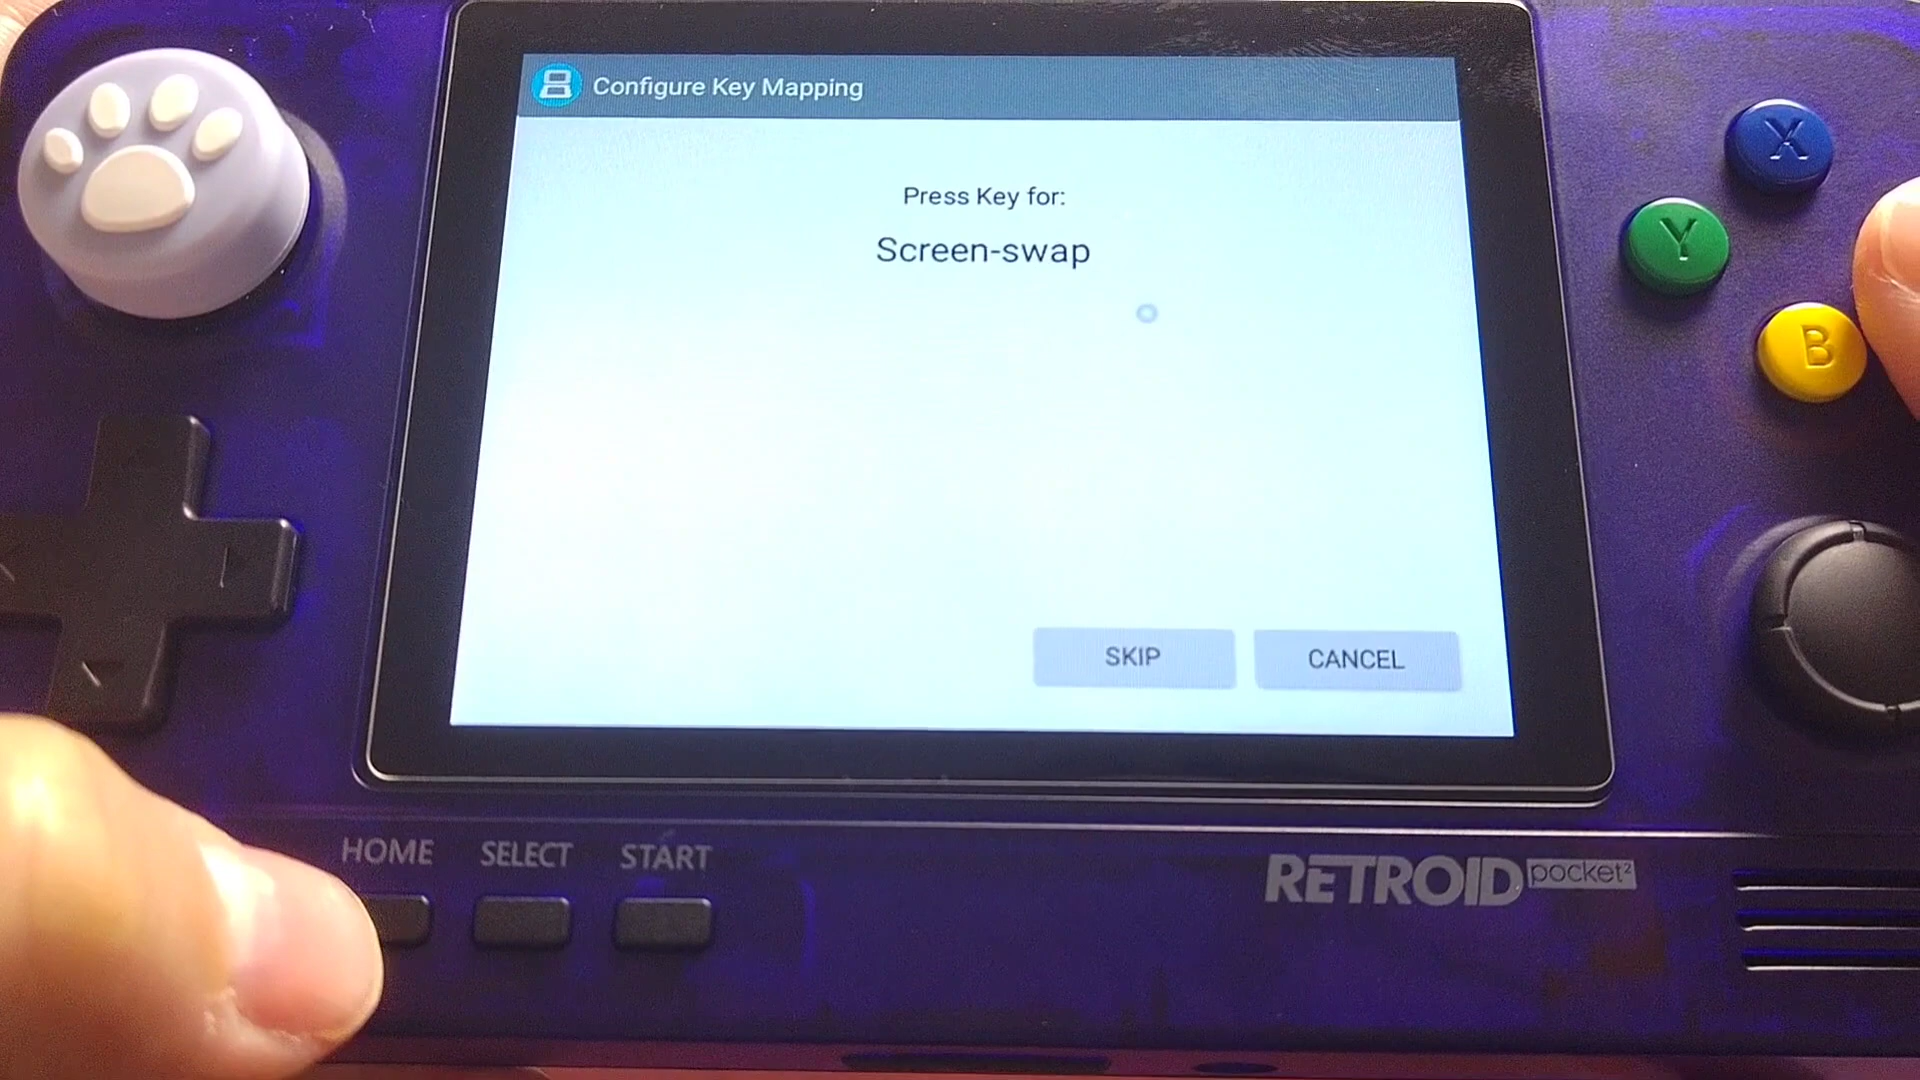 Configure Key Mapping
Press Key for:
Screen-swap
SKIP
CANCEL
X
Y
B
HOME
SELECT
START
RETROID pocket²